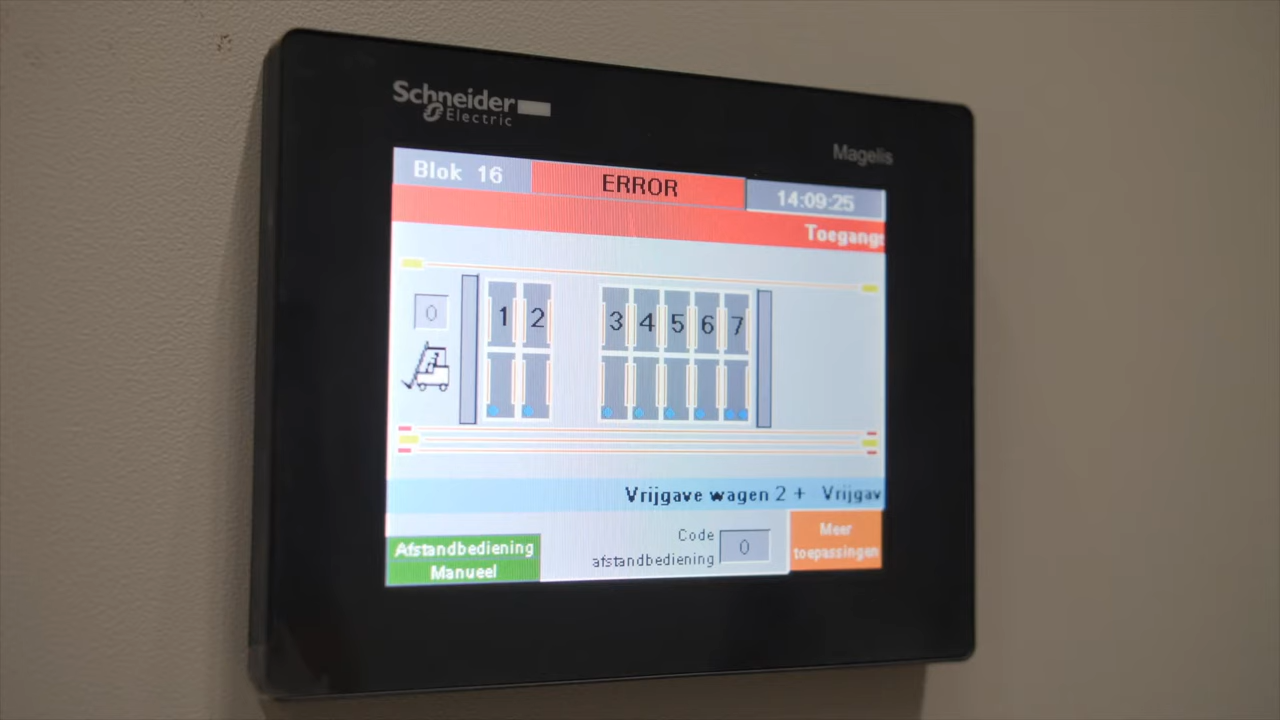 Schneider
Electric
Magelis
Blok 16
ERROR
14:09:25
Toegangs
0
1 2 3 4 5 6 7
Vrijgave wagen 2 + Vrijgav
Afstandbediening
Manueel
Code
afstandbediening
0
Meer
toepassingen